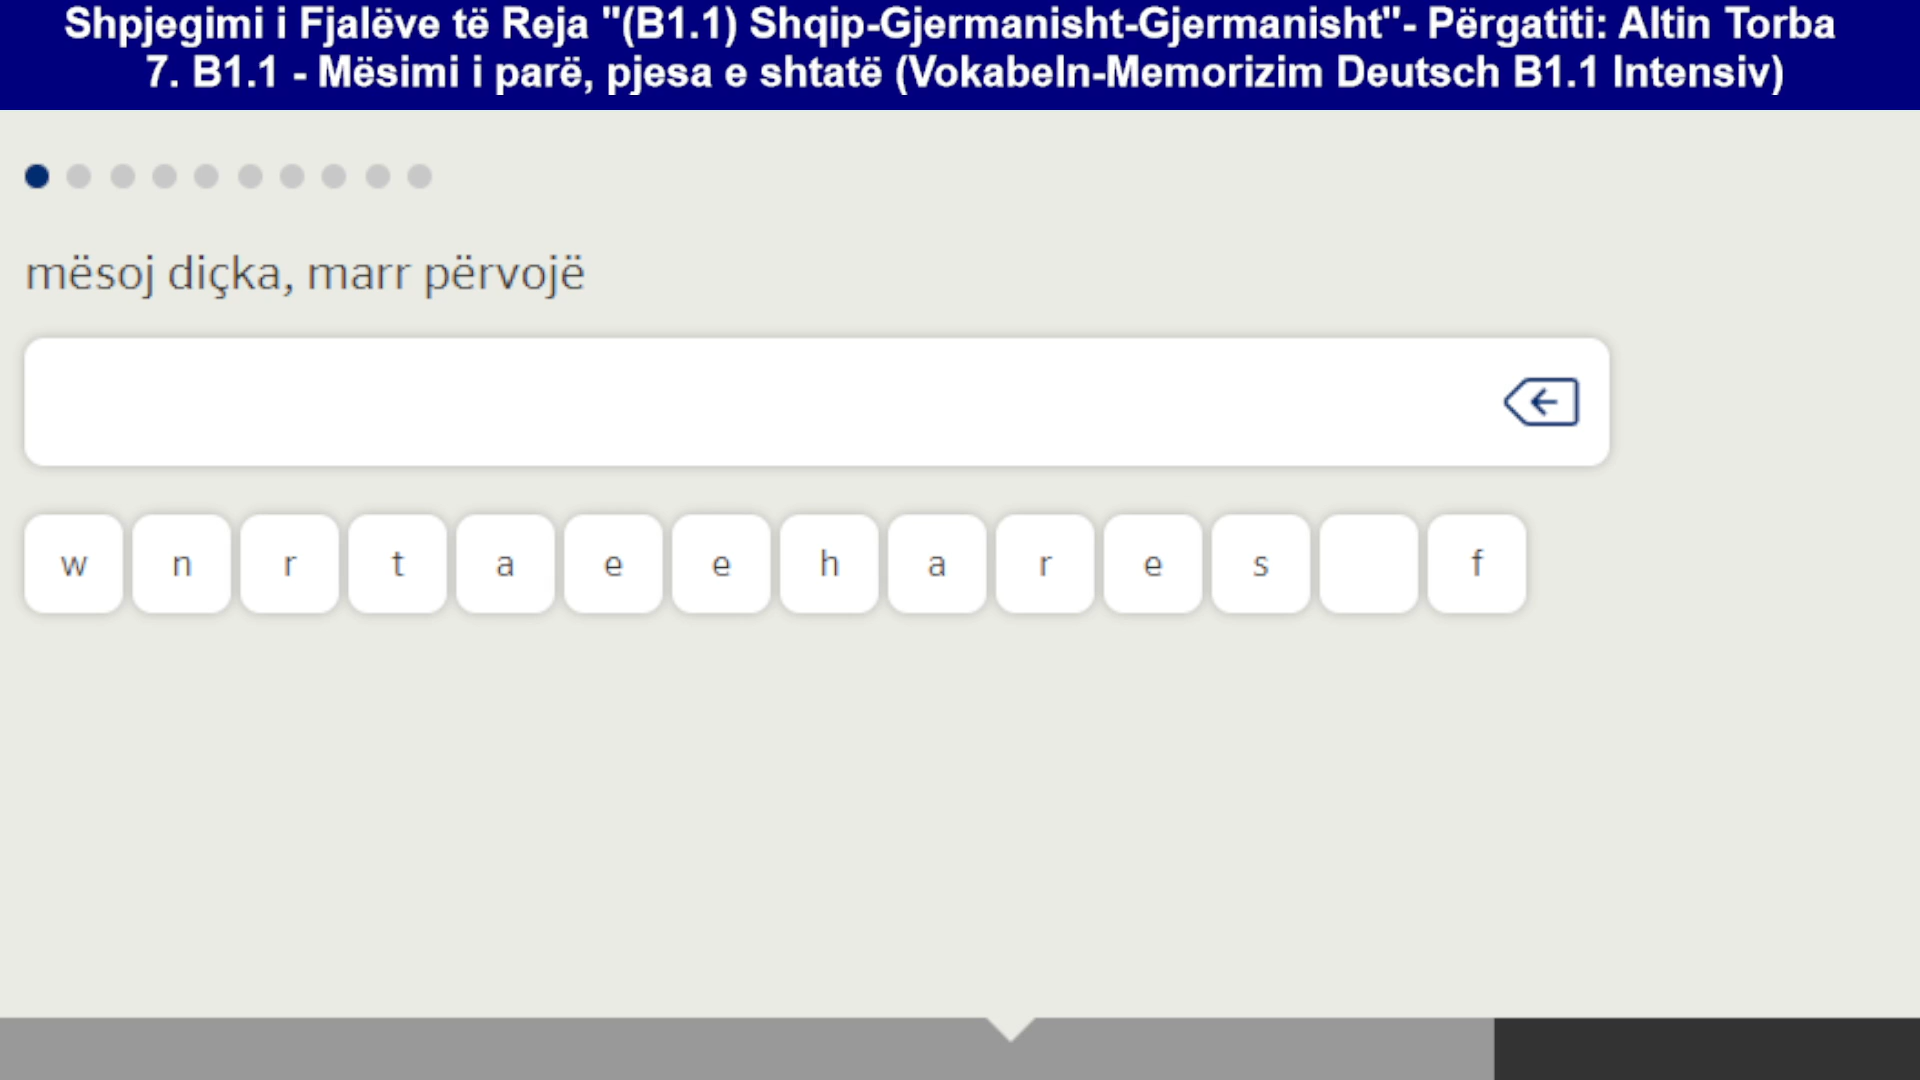 Shpjegimi i Fjalëve të Reja "(B1.1) Shqip-Gjermanisht-Gjermanisht"- Përgatiti: Altin Torba
7. B1.1 - Mësimi i parë, pjesa e shtatë (Vokabeln-Memorizim Deutsch B1.1 Intensiv)
mësoj diçka, marr përvojë
w n r t a e e h a r e s f